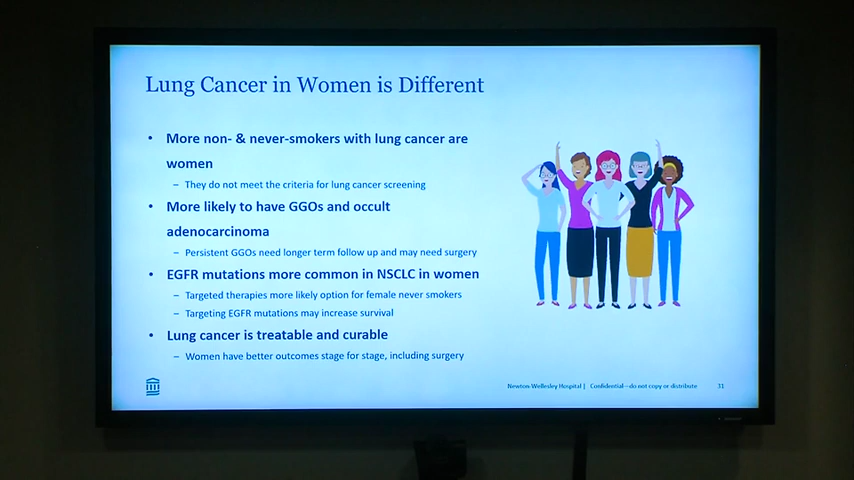 Lung Cancer in Women is Different
• More non- & never-smokers with lung cancer are
women
– They do not meet the criteria for lung cancer screening
• More likely to have GGOs and occult
adenocarcinoma
– Persistent GGOs need longer term follow up and may need surgery
• EGFR mutations more common in NSCLC in women
– Targeted therapies more likely option for female never smokers
– Targeting EGFR mutations may increase survival
• Lung cancer is treatable and curable
– Women have better outcomes stage for stage, including surgery
Newton-Wellesley Hospital | Confidential—do not copy or distribute 31